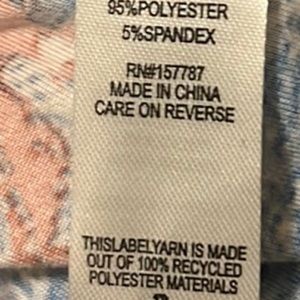 95%POLYESTER
5%SPANDEX
RN#157787
MADE IN CHINA
CARE ON REVERSE
THISLABELYARN IS MADE
OUT OF 100% RECYCLED
POLYESTER MATERIALS